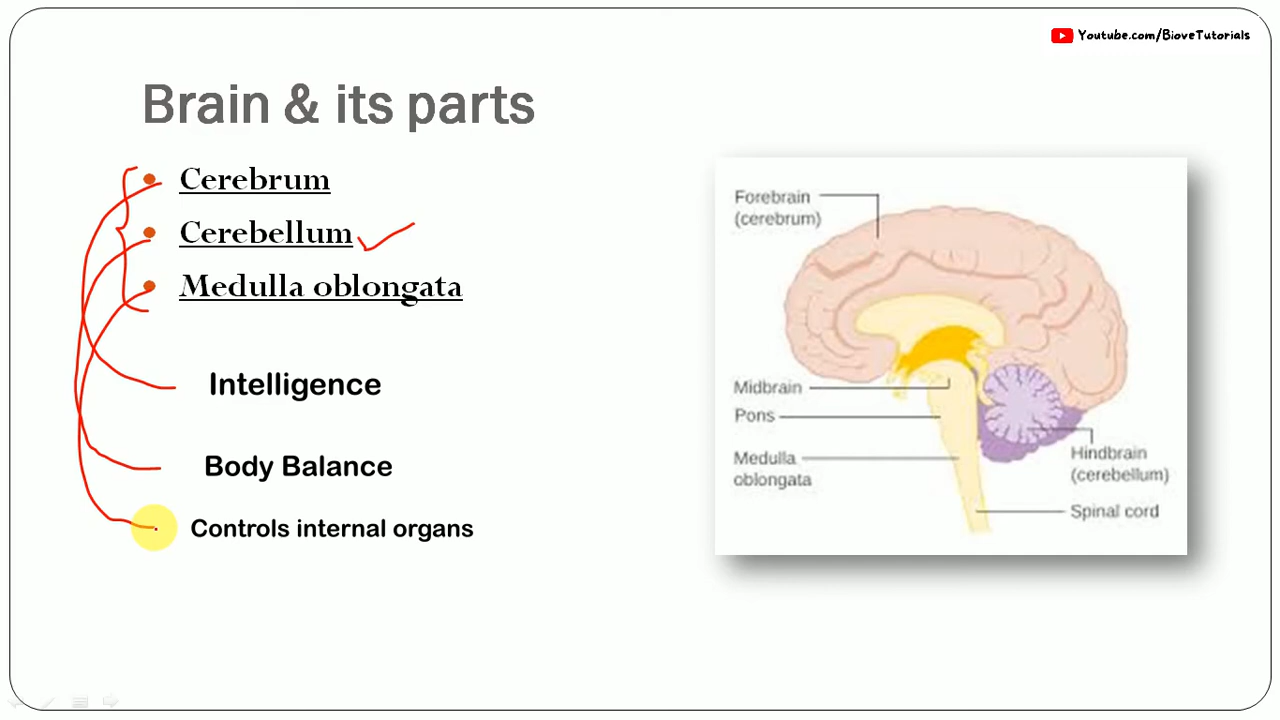 Youtube.com/BioveTutorials
Brain & its parts
Cerebrum
Cerebellum
Medulla oblongata
Intelligence
Body Balance
Controls internal organs
Forebrain
(cerebrum)
Midbrain
Pons
Medulla
oblongata
Hindbrain
(cerebellum)
Spinal cord